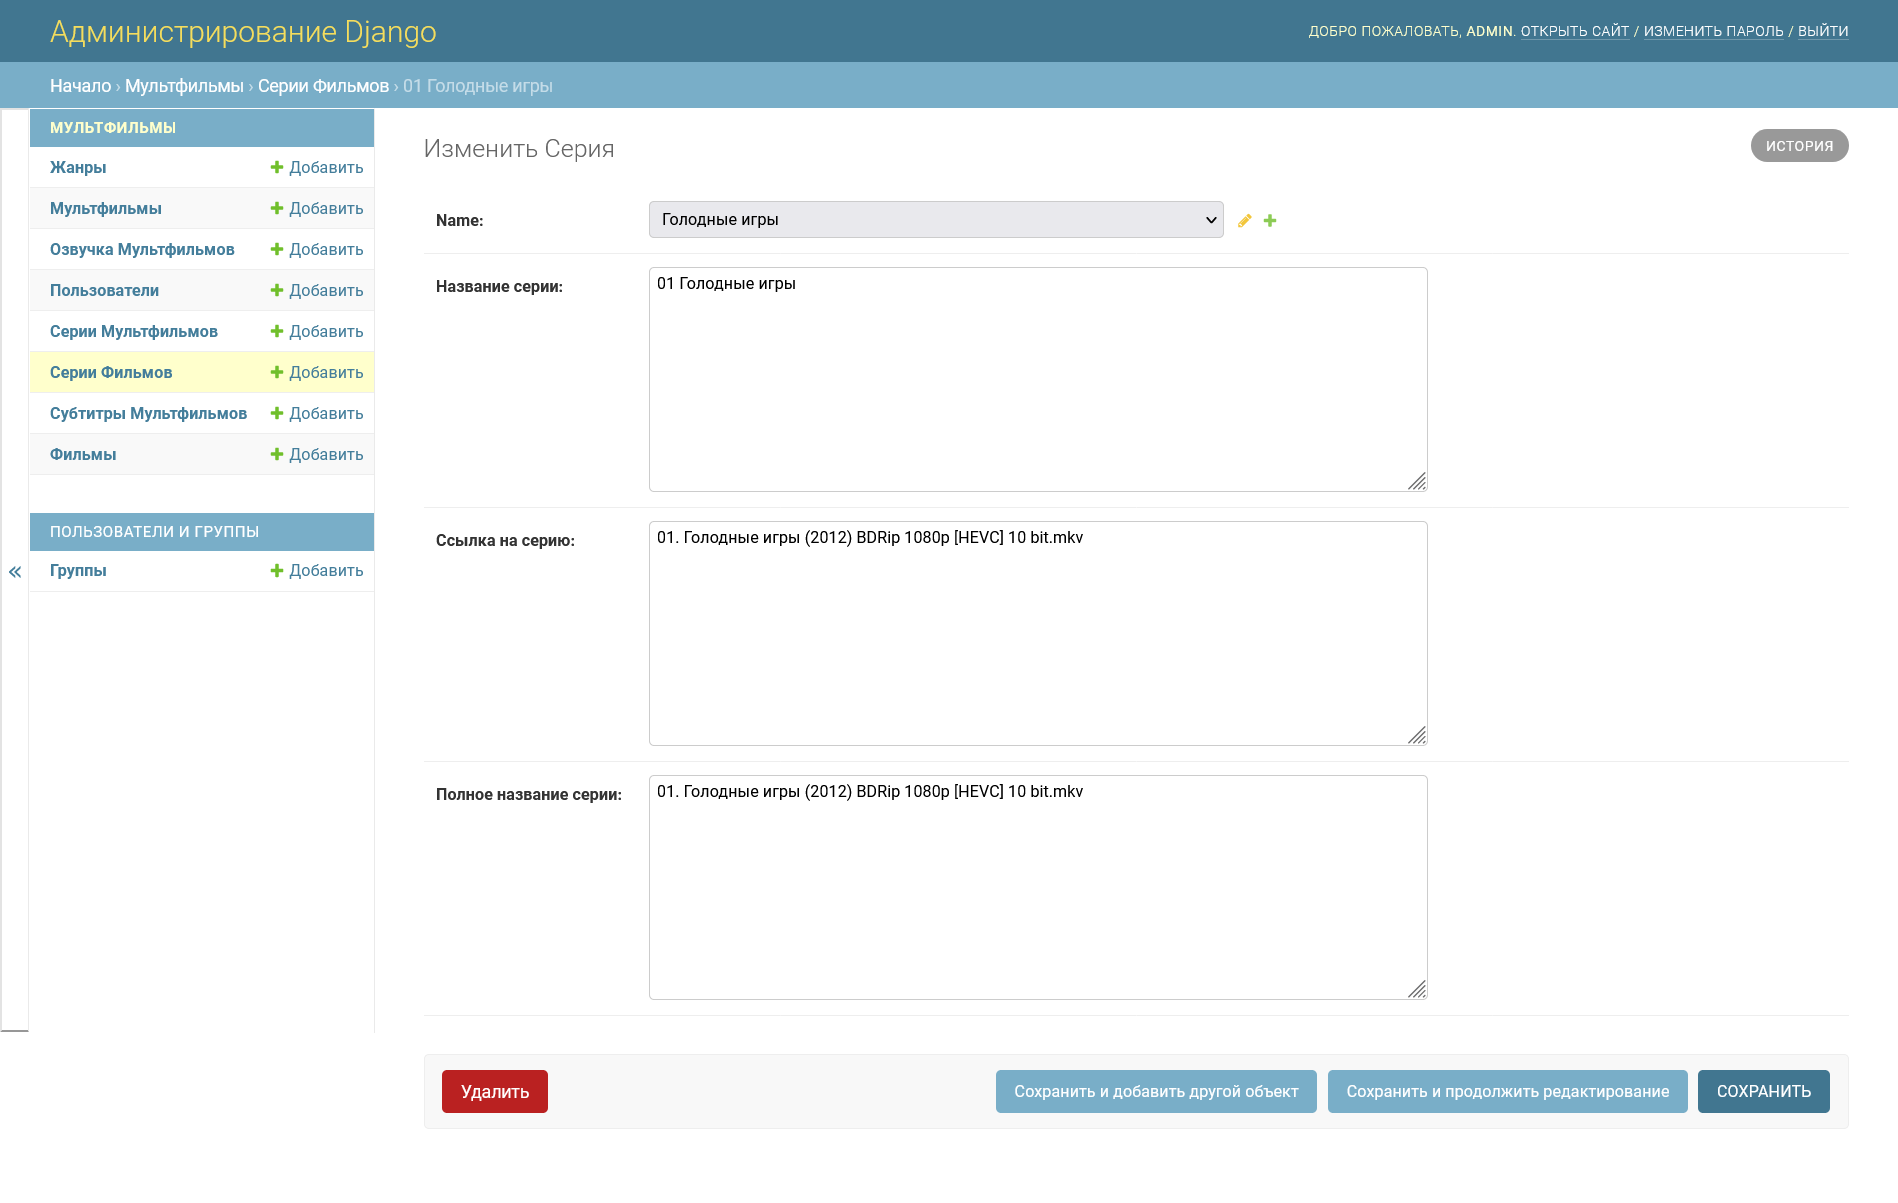 Администрирование Django
ДОБРО ПОЖАЛОВАТЬ, ADMIN. ОТКРЫТЬ САЙТ / ИЗМЕНИТЬ ПАРОЛЬ / ВЫЙТИ
Начало › Мультфильмы › Серии Фильмов › 01 Голодные игры
МУЛЬТФИЛЬМЫ
Жанры Добавить
Мультфильмы Добавить
Озвучка Мультфильмов Добавить
Пользователи Добавить
Серии Мультфильмов Добавить
Серии Фильмов Добавить
Субтитры Мультфильмов Добавить
Фильмы Добавить
ПОЛЬЗОВАТЕЛИ И ГРУППЫ
Группы Добавить
«
Изменить Серия
ИСТОРИЯ
Name: Голодные игры
Название серии: 01 Голодные игры
Ссылка на серию: 01. Голодные игры (2012) BDRip 1080p [HEVC] 10 bit.mkv
Полное название серии: 01. Голодные игры (2012) BDRip 1080p [HEVC] 10 bit.mkv
Удалить Сохранить и добавить другой объект Сохранить и продолжить редактирование СОХРАНИТЬ